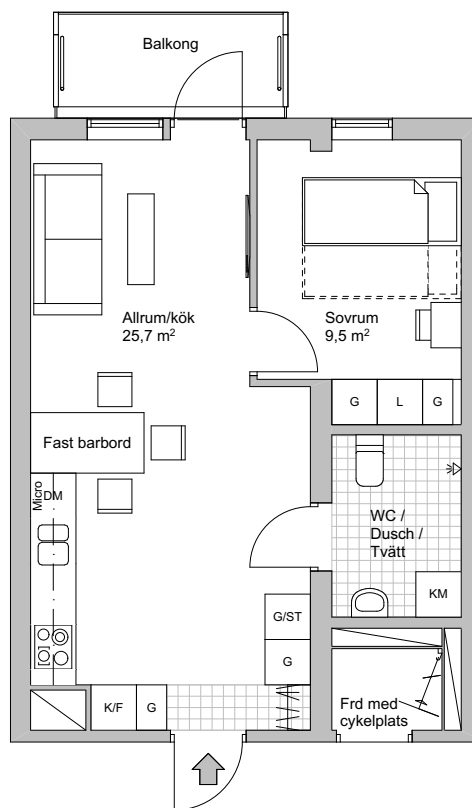 Balkong
Allrum/kök
25,7 m²
Sovrum
9,5 m²
G
L
G
Fast barbord
Micro
DM
WC /
Dusch /
Tvätt
KM
G/ST
G
K/F
G
Frd med
cykelplats